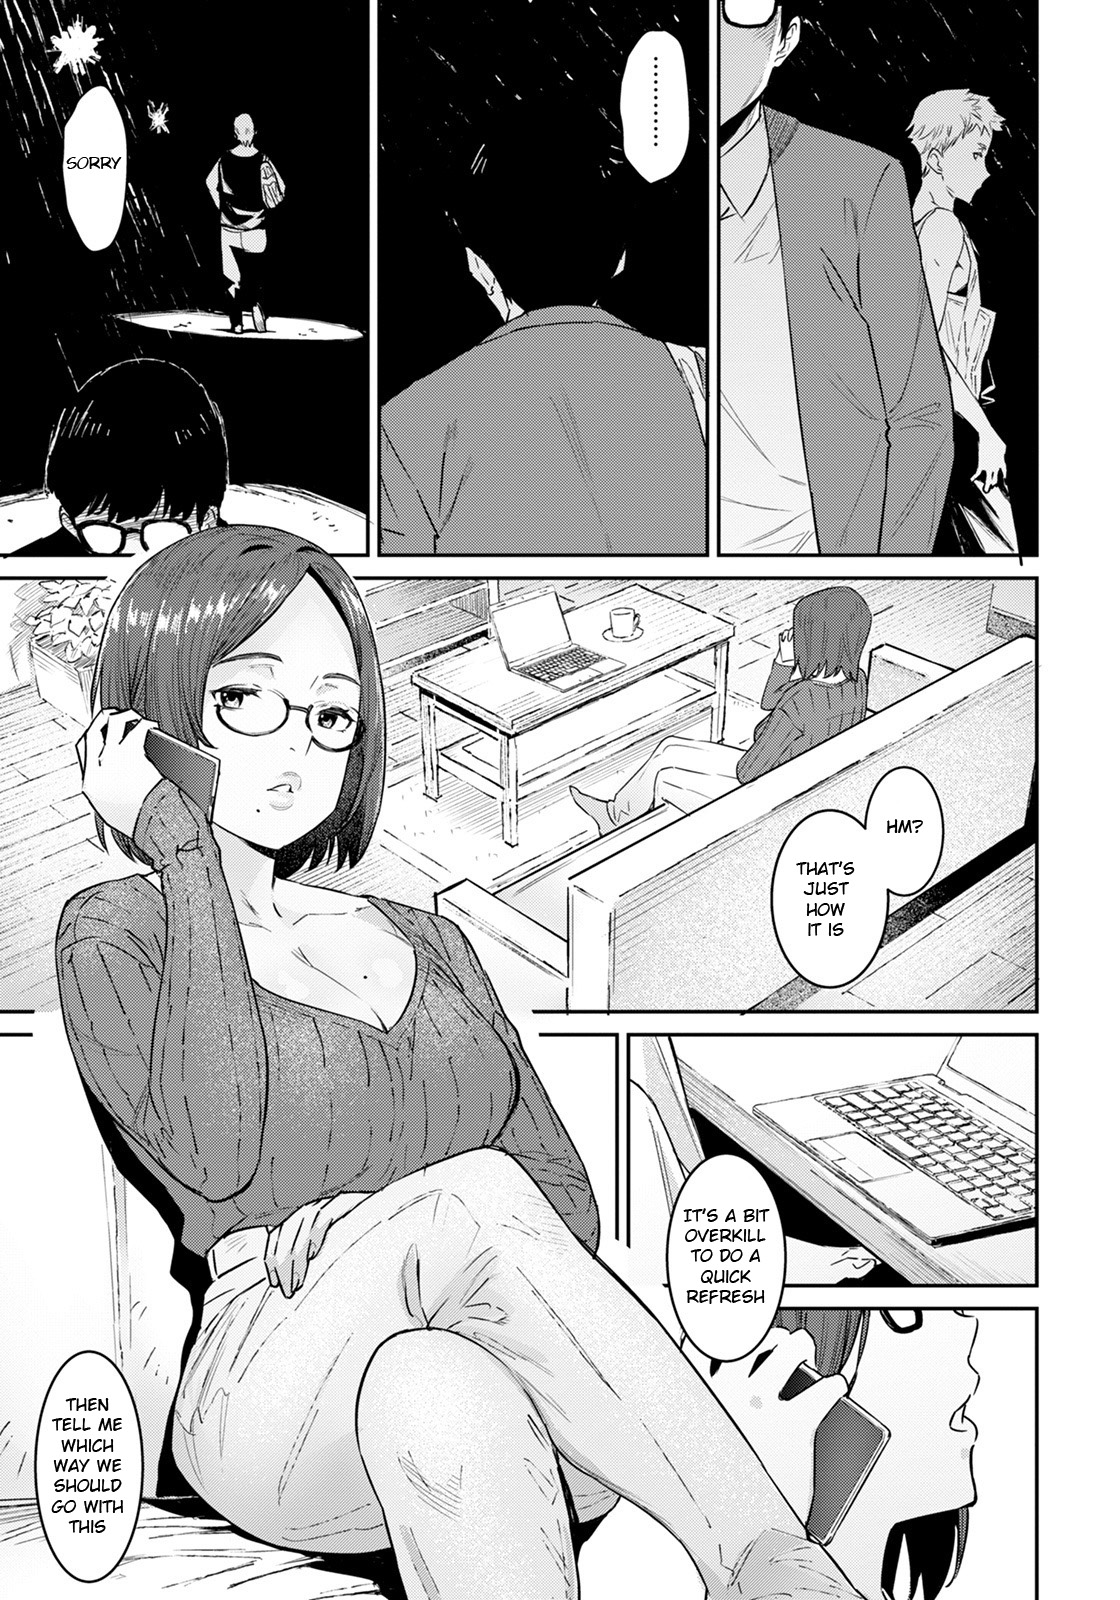 .........
SORRY
HM?
THAT'S
JUST
HOW
IT IS
IT'S A BIT
OVERKILL
TO DO A
QUICK
REFRESH
THEN
TELL ME
WHICH
WAY WE
SHOULD
GO WITH
THIS